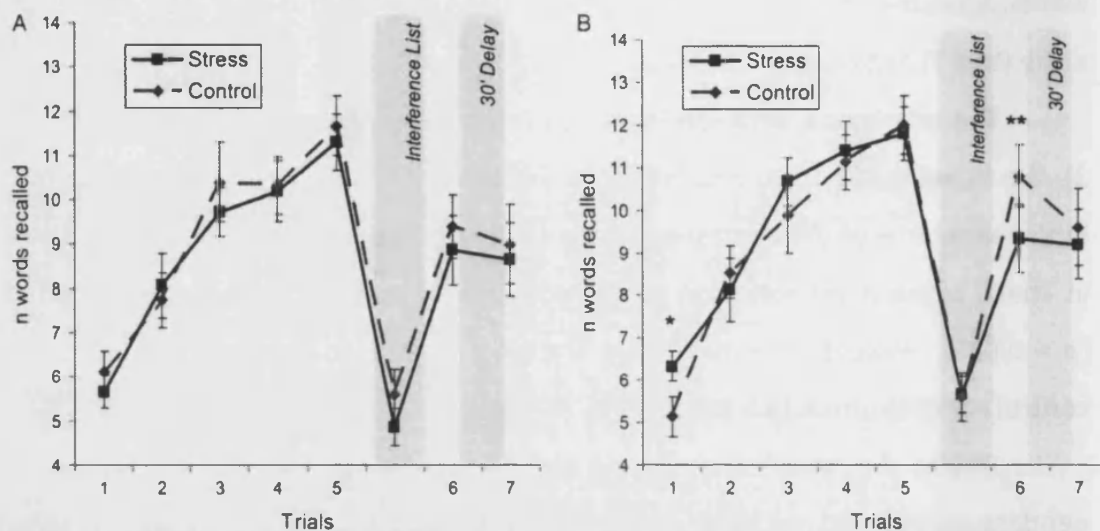 A
14
13
12
11
10
9
8
7
6
5
4
n words recalled
Stress
Control
Interference List
30' Delay
1 2 3 4 5 6 7
Trials
B
14
13
12
11
10
9
8
7
6
5
4
n words recalled
Stress
Control
Interference List
30' Delay
*
**
1 2 3 4 5 6 7
Trials